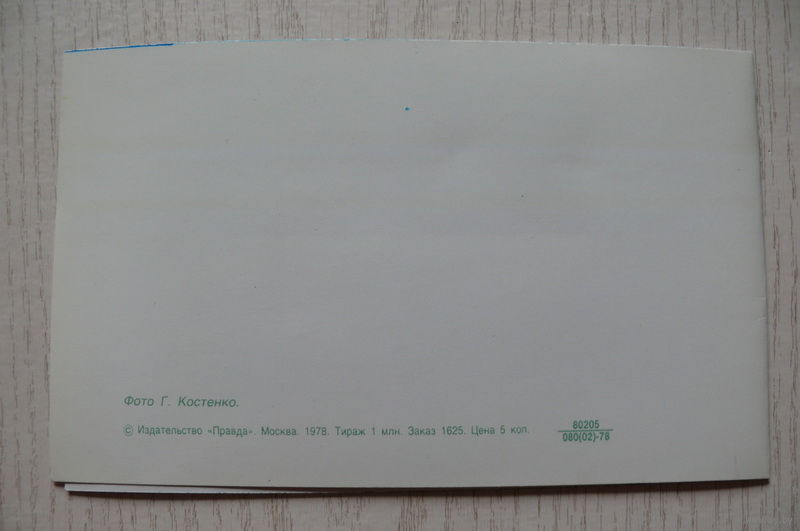 Фото Г. Костенко.
© Издательство «Правда». Москва. 1978. Тираж 1 млн. Заказ 1625. Цена 5 коп.
80205
080(02)-78